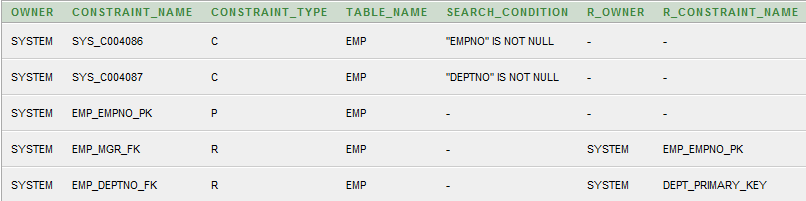 OWNER CONSTRAINT_NAME CONSTRAINT_TYPE TABLE_NAME SEARCH_CONDITION R_OWNER R_CONSTRAINT_NAME
SYSTEM SYS_C004086 C EMP "EMPNO" IS NOT NULL - -
SYSTEM SYS_C004087 C EMP "DEPTNO" IS NOT NULL - -
SYSTEM EMP_EMPNO_PK P EMP - - -
SYSTEM EMP_MGR_FK R EMP - SYSTEM EMP_EMPNO_PK
SYSTEM EMP_DEPTNO_FK R EMP - SYSTEM DEPT_PRIMARY_KEY